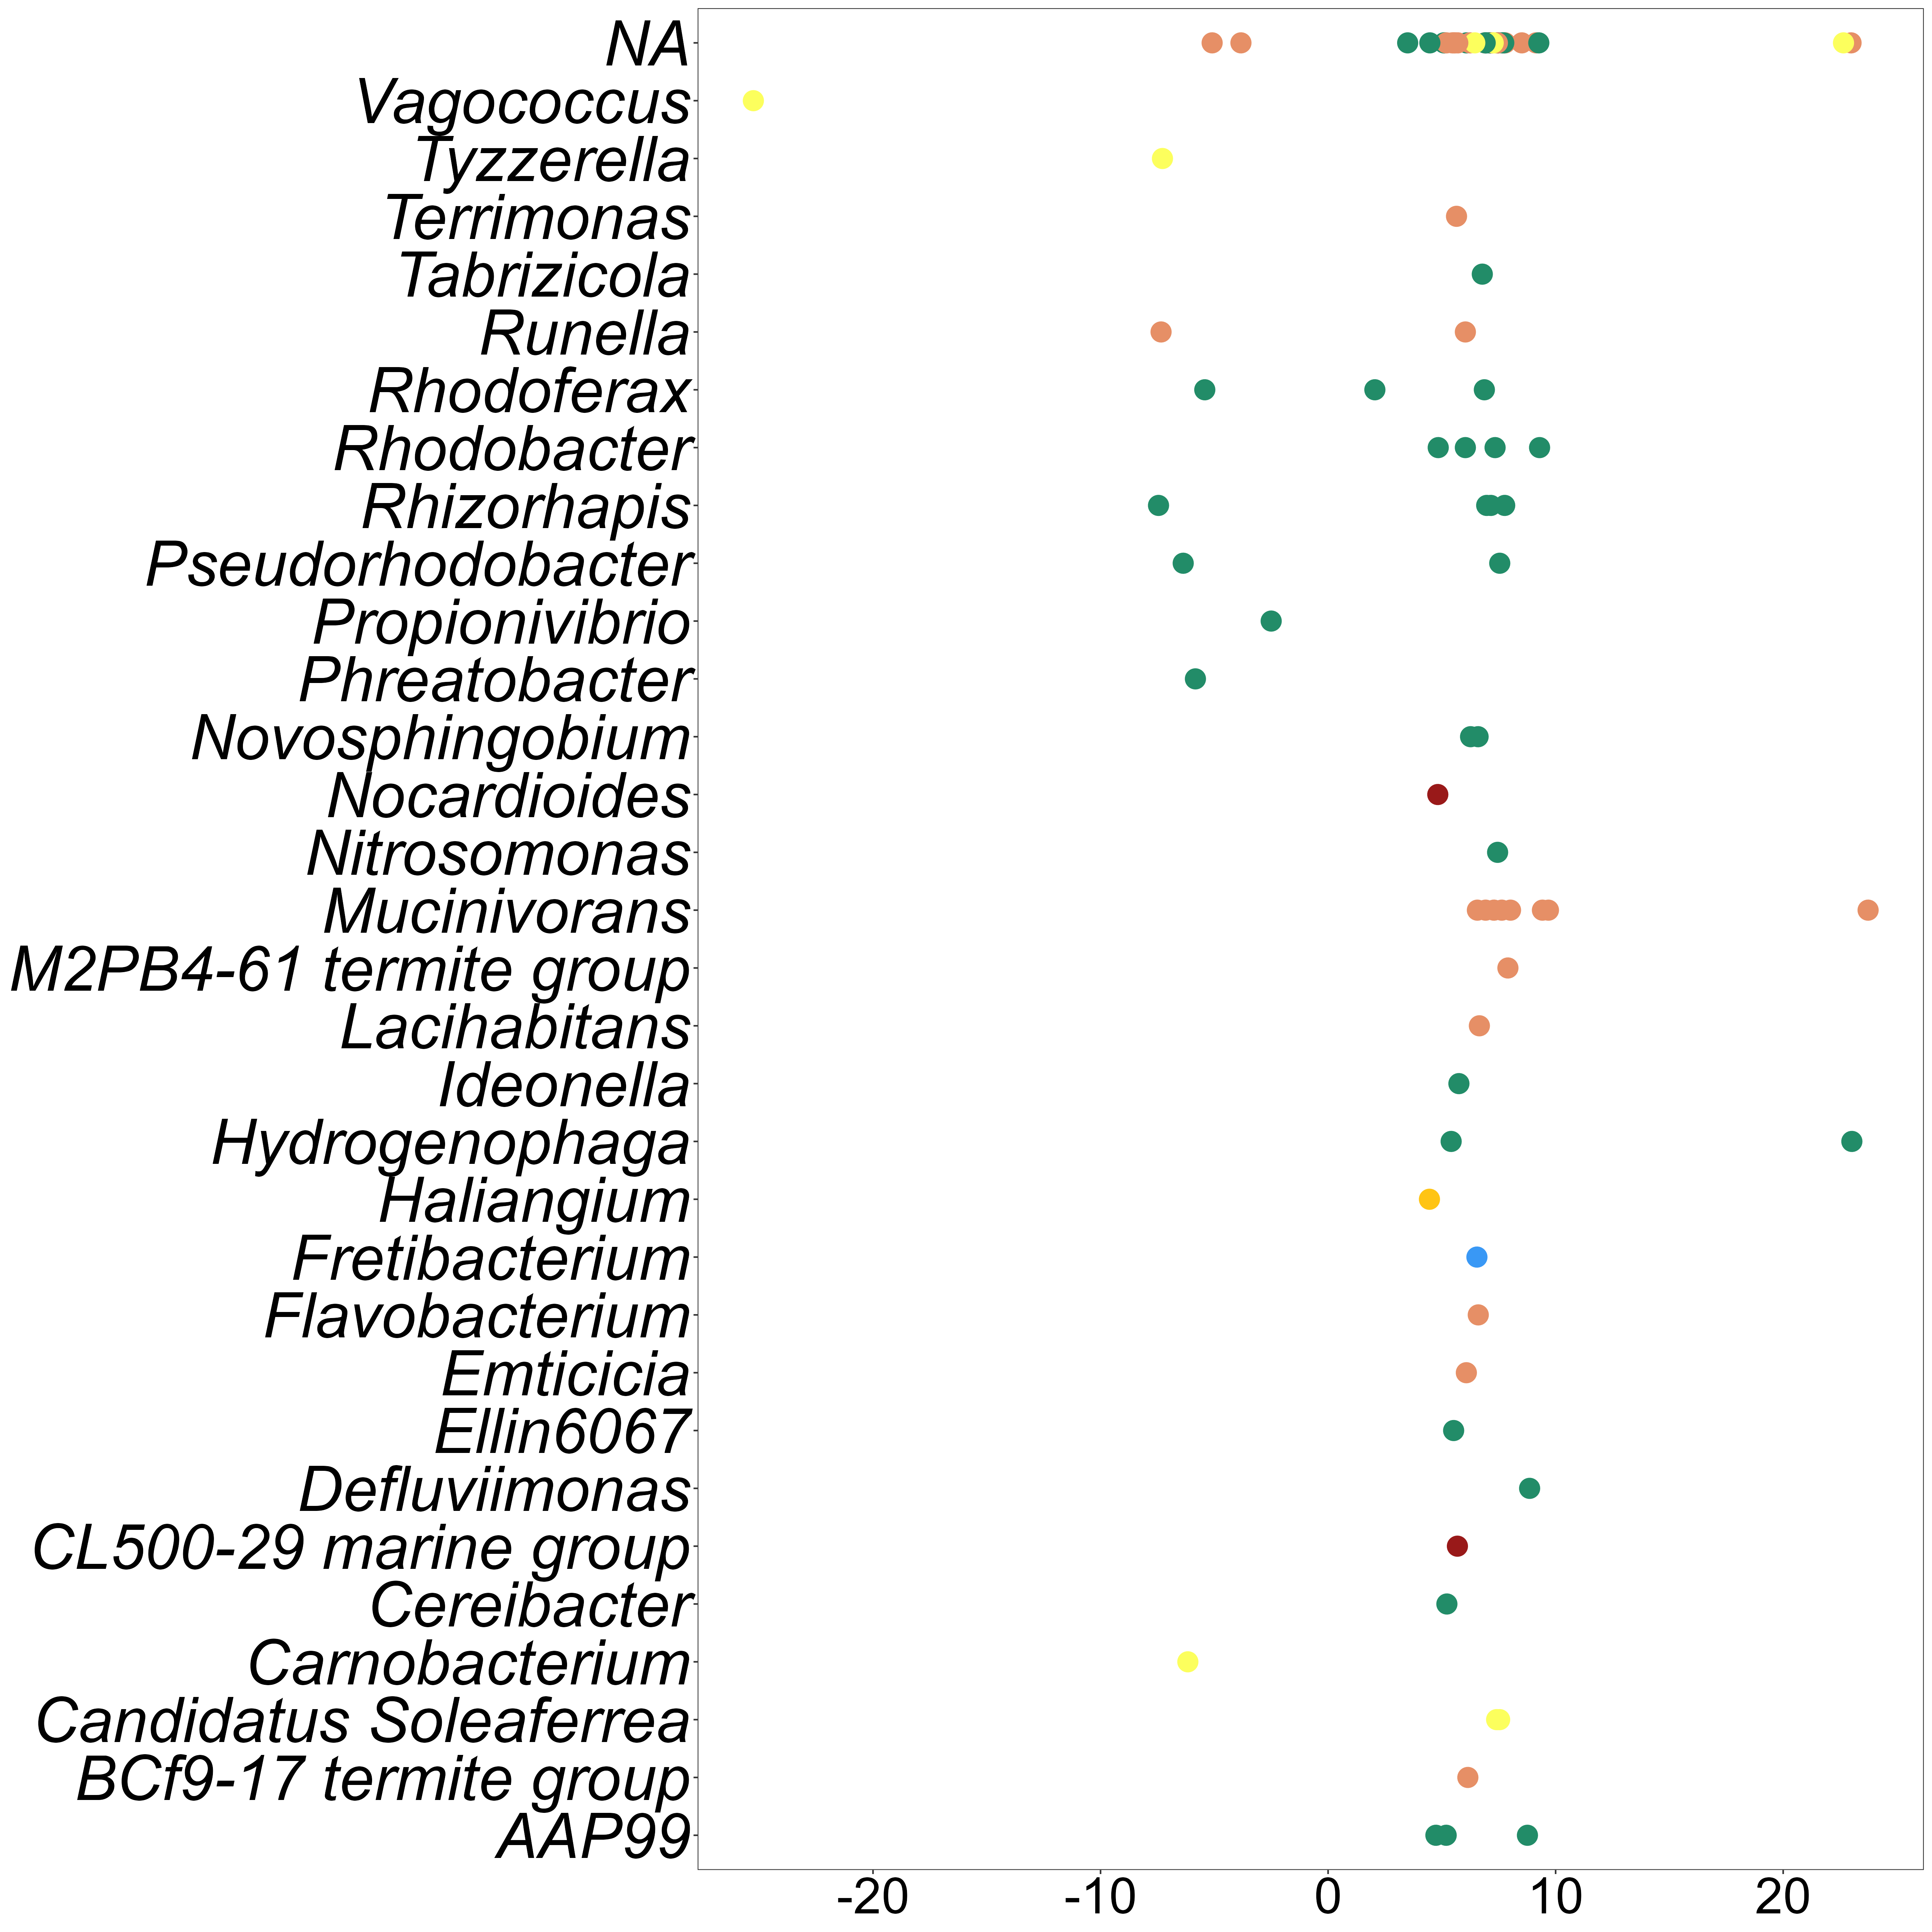 NA
Vagococcus
Tyzzerella
Terrimonas
Tabrizicola
Runella
Rhodoferax
Rhodobacter
Rhizorhapis
Pseudorhodobacter
Propionivibrio
Phreatobacter
Novosphingobium
Nocardioides
Nitrosomonas
Mucinivorans
M2PB4-61 termite group
Lacihabitans
Ideonella
Hydrogenophaga
Haliangium
Fretibacterium
Flavobacterium
Emticicia
Ellin6067
Defluviimonas
CL500-29 marine group
Cereibacter
Carnobacterium
Candidatus Soleaferrea
BCf9-17 termite group
AAP99
-20 -10 0 10 20